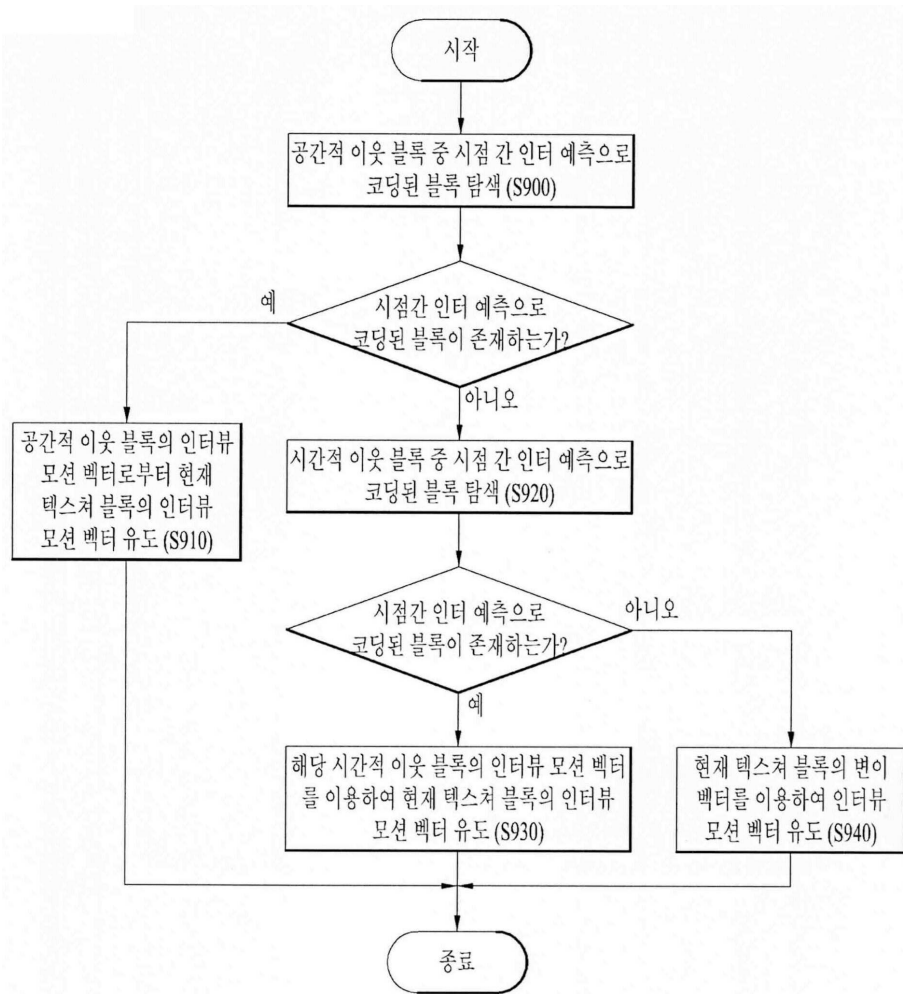 시작
공간적 이웃 블록 중 시점 간 인터 예측으로
코딩된 블록 탐색 (S900)
시점간 인터 예측으로
코딩된 블록이 존재하는가?
예
아니오
공간적 이웃 블록의 인터뷰
모션 벡터로부터 현재
텍스쳐 블록의 인터뷰
모션 벡터 유도 (S910)
시간적 이웃 블록 중 시점 간 인터 예측으로
코딩된 블록 탐색 (S920)
시점간 인터 예측으로
코딩된 블록이 존재하는가?
아니오
예
해당 시간적 이웃 블록의 인터뷰 모션 벡터
를 이용하여 현재 텍스쳐 블록의 인터뷰
모션 벡터 유도 (S930)
현재 텍스쳐 블록의 변이
벡터를 이용하여 인터뷰
모션 벡터 유도 (S940)
종료